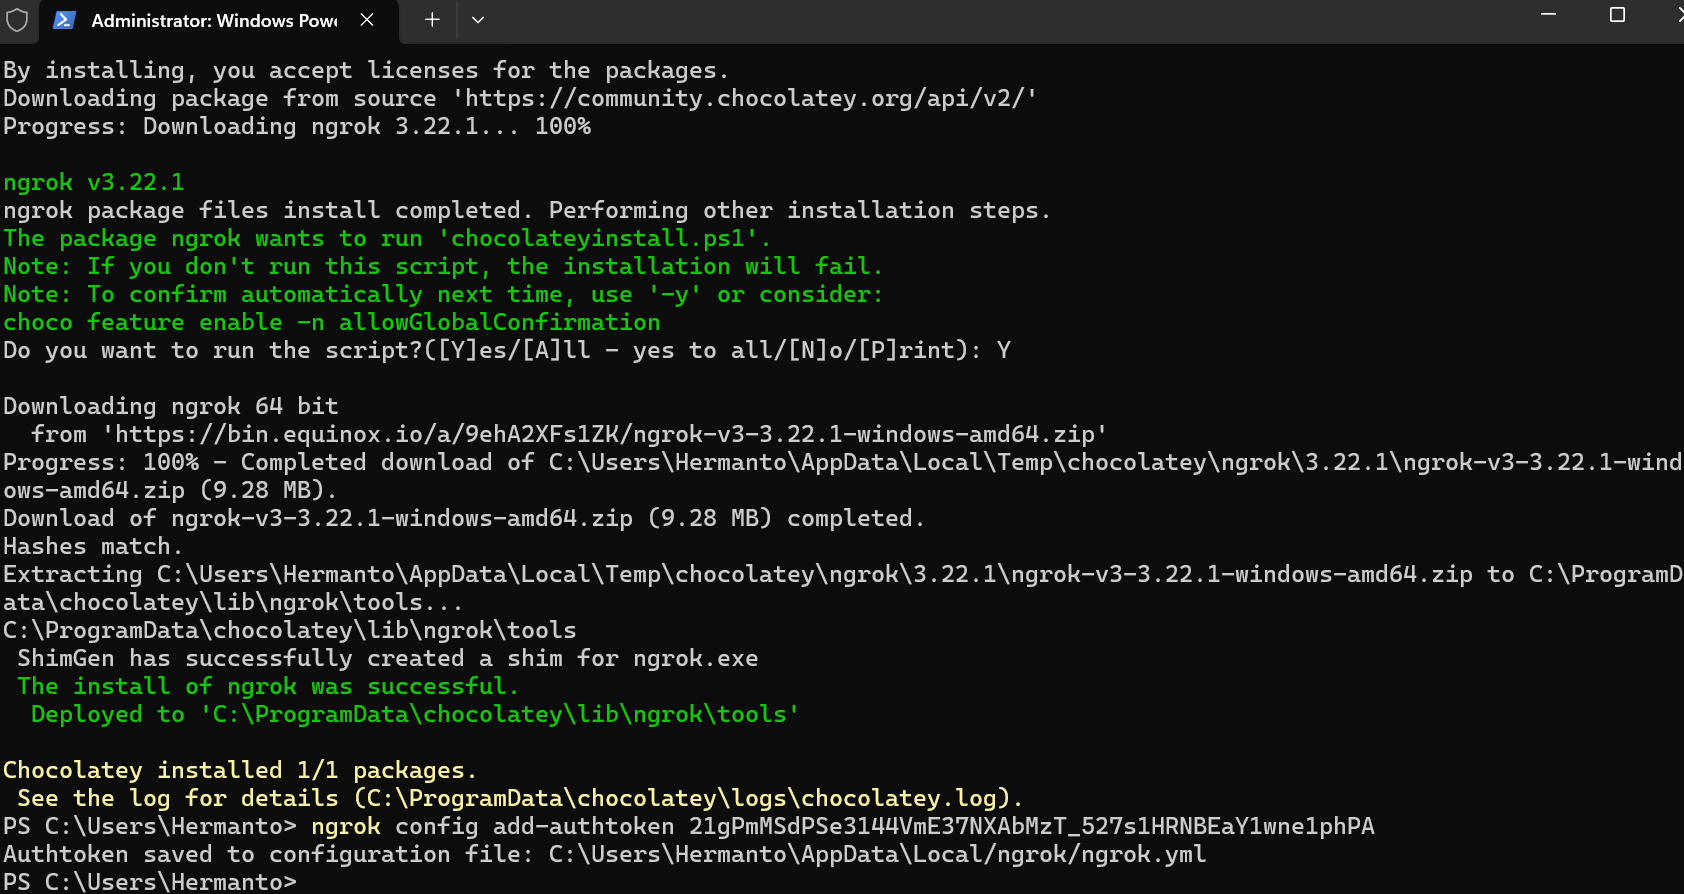 Administrator: Windows Powe
By installing, you accept licenses for the packages.
Downloading package from source 'https://community.chocolatey.org/api/v2/'
Progress: Downloading ngrok 3.22.1... 100%
ngrok v3.22.1
ngrok package files install completed. Performing other installation steps.
The package ngrok wants to run 'chocolateyinstall.ps1'.
Note: If you don't run this script, the installation will fail.
Note: To confirm automatically next time, use '-y' or consider:
choco feature enable -n allowGlobalConfirmation
Do you want to run the script?([Y]es/[A]ll - yes to all/[N]o/[P]rint): Y
Downloading ngrok 64 bit
  from 'https://bin.equinox.io/a/9ehA2XFs1ZK/ngrok-v3-3.22.1-windows-amd64.zip'
Progress: 100% - Completed download of C:\Users\Hermanto\AppData\Local\Temp\chocolatey\ngrok\3.22.1\ngrok-v3-3.22.1-wind
ows-amd64.zip (9.28 MB).
Download of ngrok-v3-3.22.1-windows-amd64.zip (9.28 MB) completed.
Hashes match.
Extracting C:\Users\Hermanto\AppData\Local\Temp\chocolatey\ngrok\3.22.1\ngrok-v3-3.22.1-windows-amd64.zip to C:\ProgramD
ata\chocolatey\lib\ngrok\tools...
C:\ProgramData\chocolatey\lib\ngrok\tools
 ShimGen has successfully created a shim for ngrok.exe
 The install of ngrok was successful.
  Deployed to 'C:\ProgramData\chocolatey\lib\ngrok\tools'
Chocolatey installed 1/1 packages.
 See the log for details (C:\ProgramData\chocolatey\logs\chocolatey.log).
PS C:\Users\Hermanto> ngrok config add-authtoken 21gPmMSdPSe3144VmE37NXAbMzT_527s1HRNBEaY1wne1phPA
Authtoken saved to configuration file: C:\Users\Hermanto\AppData\Local/ngrok/ngrok.yml
PS C:\Users\Hermanto>